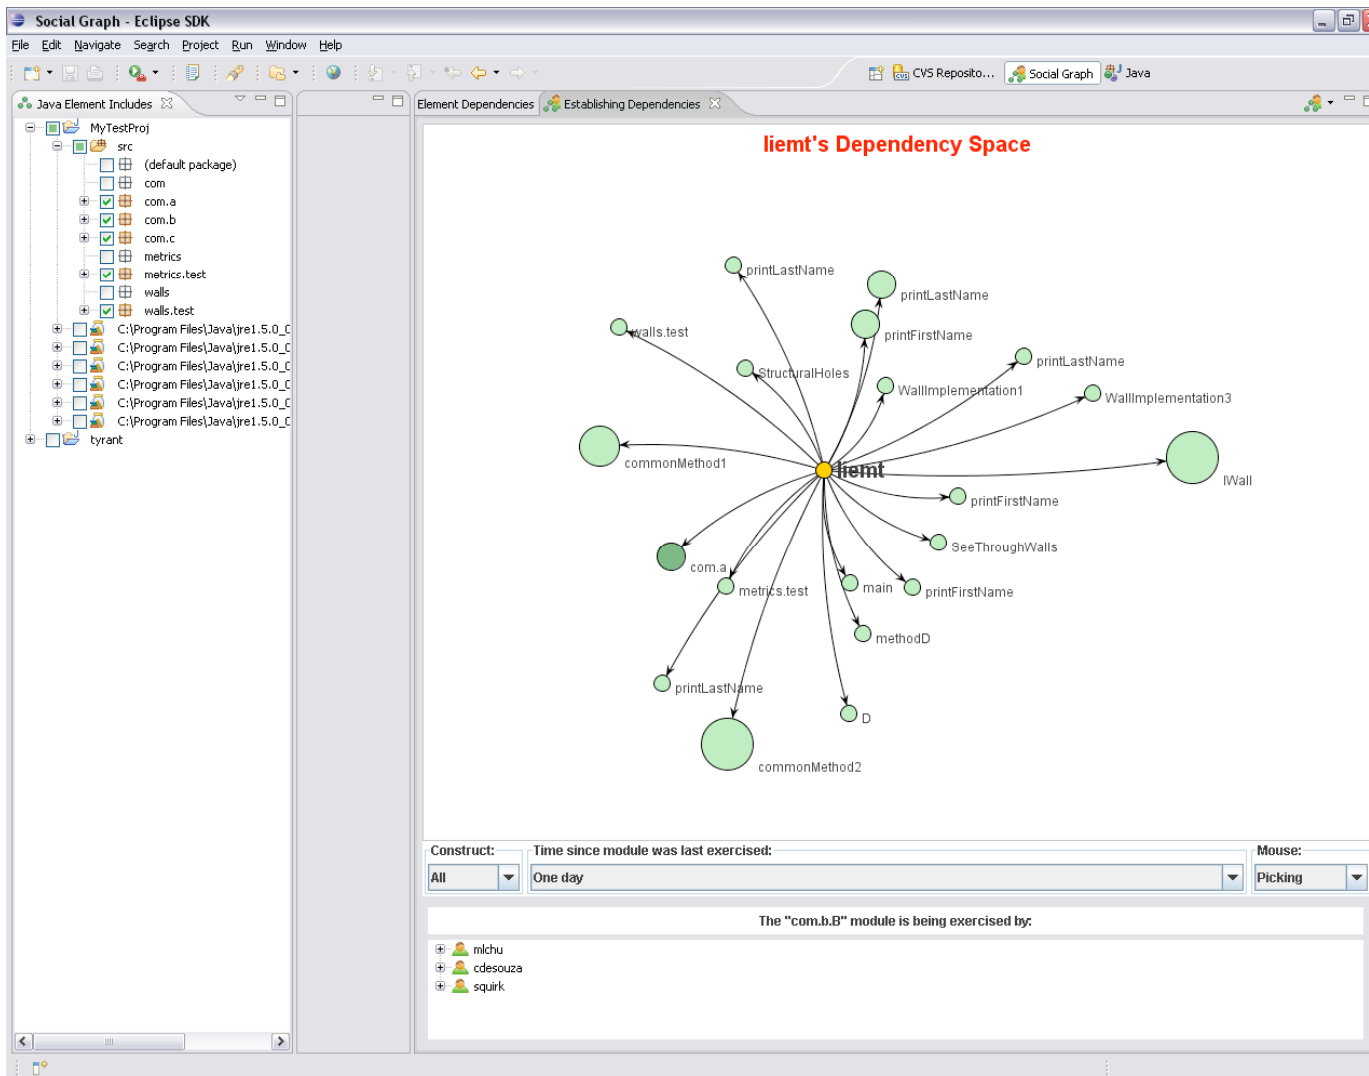 Social Graph - Eclipse SDK
File Edit Navigate Search Project Run Window Help
CVS Reposito... Social Graph Java
Java Element Includes
MyTestProj
src
(default package)
com
com.a
com.b
com.c
metrics
metrics.test
walls
walls.test
C:\Program Files\Java\jre1.5.0_0
C:\Program Files\Java\jre1.5.0_0
C:\Program Files\Java\jre1.5.0_0
C:\Program Files\Java\jre1.5.0_0
C:\Program Files\Java\jre1.5.0_0
C:\Program Files\Java\jre1.5.0_0
tyrant
Element Dependencies Establishing Dependencies
liemt's Dependency Space
printLastName
printLastName
walls.test
printFirstName
printLastName
StructuralHoles
WallImplementation1
WallImplementation3
commonMethod1
liemt
IWall
printFirstName
SeeThroughWalls
com.a
metrics.test
main
printFirstName
methodD
printLastName
D
commonMethod2
Construct: Time since module was last exercised: Mouse:
All One day Picking
The "com.b.B" module is being exercised by:
mlchu
cdesouza
squirk